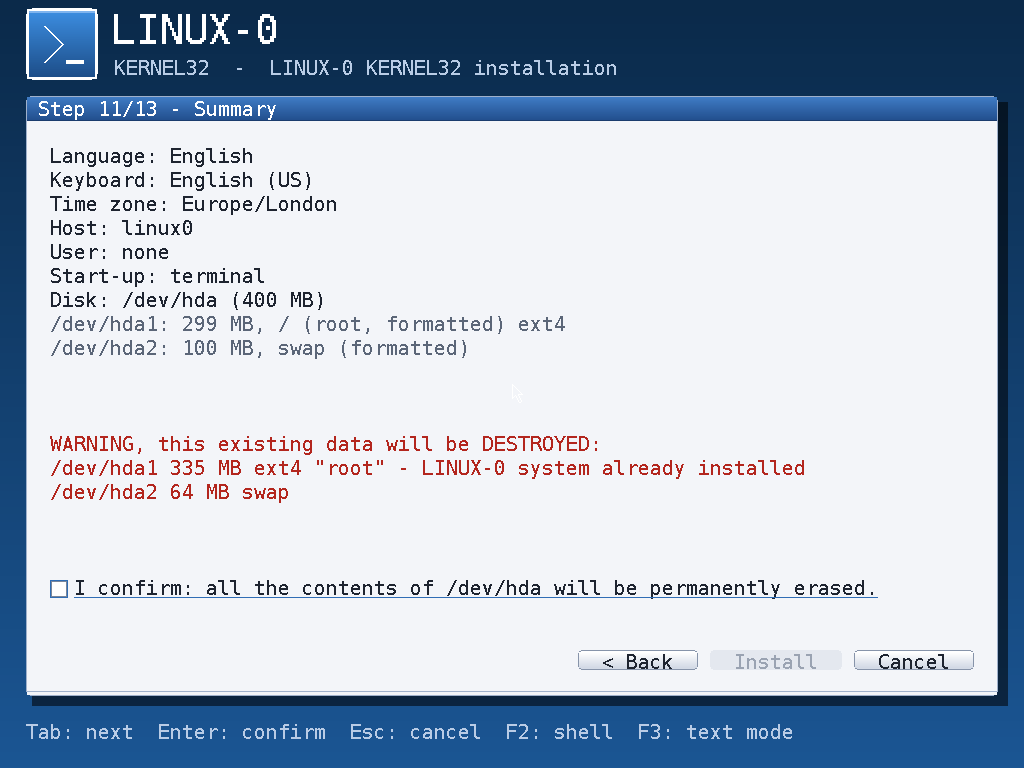 LINUX-0
KERNEL32 - LINUX-0 KERNEL32 installation
Step 11/13 - Summary
Language: English
Keyboard: English (US)
Time zone: Europe/London
Host: linux0
User: none
Start-up: terminal
Disk: /dev/hda (400 MB)
/dev/hda1: 299 MB, / (root, formatted) ext4
/dev/hda2: 100 MB, swap (formatted)
WARNING, this existing data will be DESTROYED:
/dev/hda1 335 MB ext4 "root" - LINUX-0 system already installed
/dev/hda2 64 MB swap
I confirm: all the contents of /dev/hda will be permanently erased.
< Back Install Cancel
Tab: next Enter: confirm Esc: cancel F2: shell F3: text mode